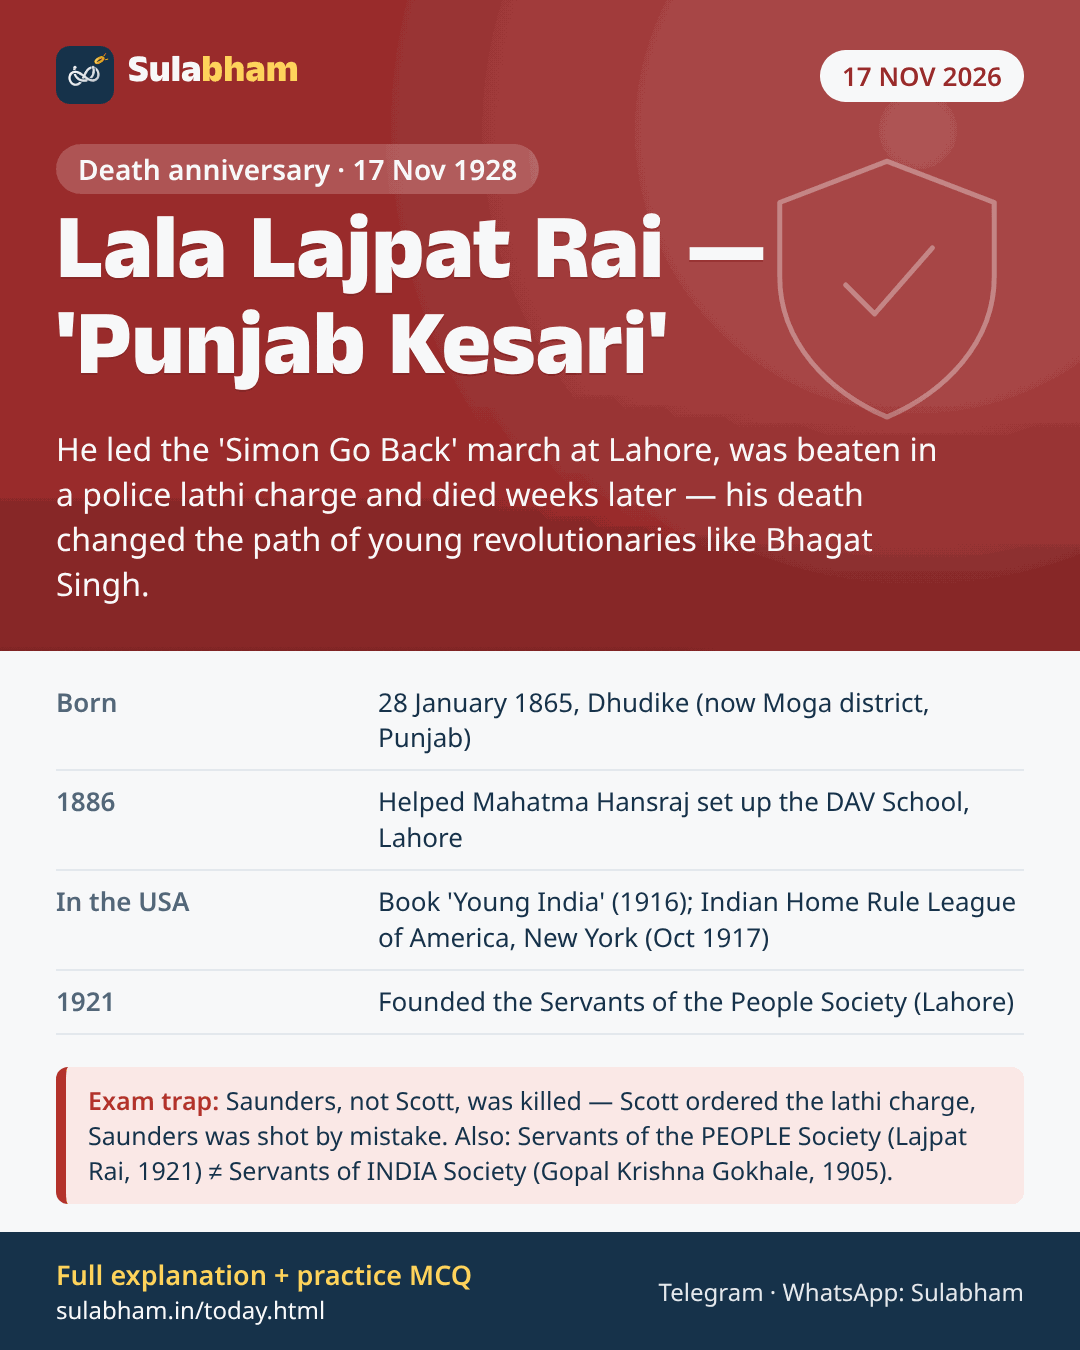 Sulabham
17 NOV 2026
Death anniversary · 17 Nov 1928
Lala Lajpat Rai —
'Punjab Kesari'
He led the 'Simon Go Back' march at Lahore, was beaten in
a police lathi charge and died weeks later — his death
changed the path of young revolutionaries like Bhagat
Singh.
Born
28 January 1865, Dhudike (now Moga district,
Punjab)
1886
Helped Mahatma Hansraj set up the DAV School,
Lahore
In the USA
Book 'Young India' (1916); Indian Home Rule League
of America, New York (Oct 1917)
1921
Founded the Servants of the People Society (Lahore)
Exam trap: Saunders, not Scott, was killed — Scott ordered the lathi charge,
Saunders was shot by mistake. Also: Servants of the PEOPLE Society (Lajpat
Rai, 1921) ≠ Servants of INDIA Society (Gopal Krishna Gokhale, 1905).
Full explanation + practice MCQ
sulabham.in/today.html
Telegram · WhatsApp: Sulabham